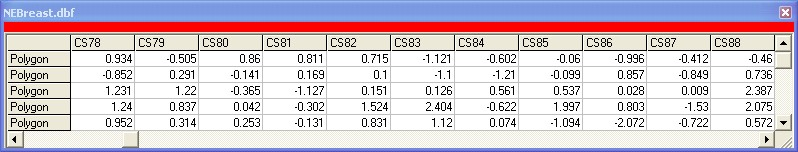 NEBreast.dbf
CS78 CS79 CS80 CS81 CS82 CS83 CS84 CS85 CS86 CS87 CS88
Polygon 0.934 -0.505 0.86 0.811 0.715 -1.121 -0.602 -0.06 -0.996 -0.412 -0.46
Polygon -0.852 0.291 -0.141 0.169 0.1 -1.1 -1.21 -0.099 0.857 -0.849 0.736
Polygon 1.231 1.22 -0.365 -1.127 0.151 0.126 0.561 0.537 0.028 0.009 2.387
Polygon 1.24 0.837 0.042 -0.302 1.524 2.404 -0.622 1.997 0.803 -1.53 2.075
Polygon 0.952 0.314 0.253 -0.131 0.831 1.12 0.074 -1.094 -2.072 -0.722 0.572